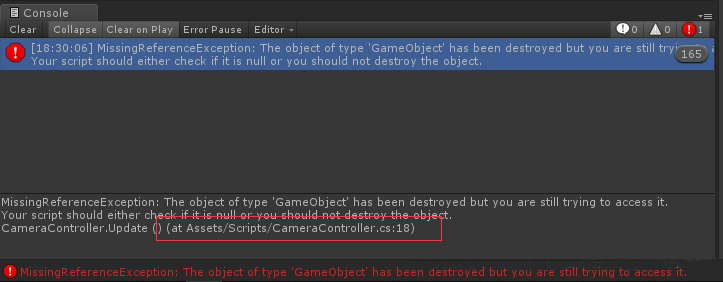 Console
Clear Collapse Clear on Play Error Pause Editor 0 0 1
[18:30:06] MissingReferenceException: The object of type 'GameObject' has been destroyed but you are still trying to a
Your script should either check if it is null or you should not destroy the object.
165
MissingReferenceException: The object of type 'GameObject' has been destroyed but you are still trying to access it.
Your script should either check if it is null or you should not destroy the object.
CameraController.Update () (at Assets/Scripts/CameraController.cs:18)
MissingReferenceException: The object of type 'GameObject' has been destroyed but you are still trying to access it.